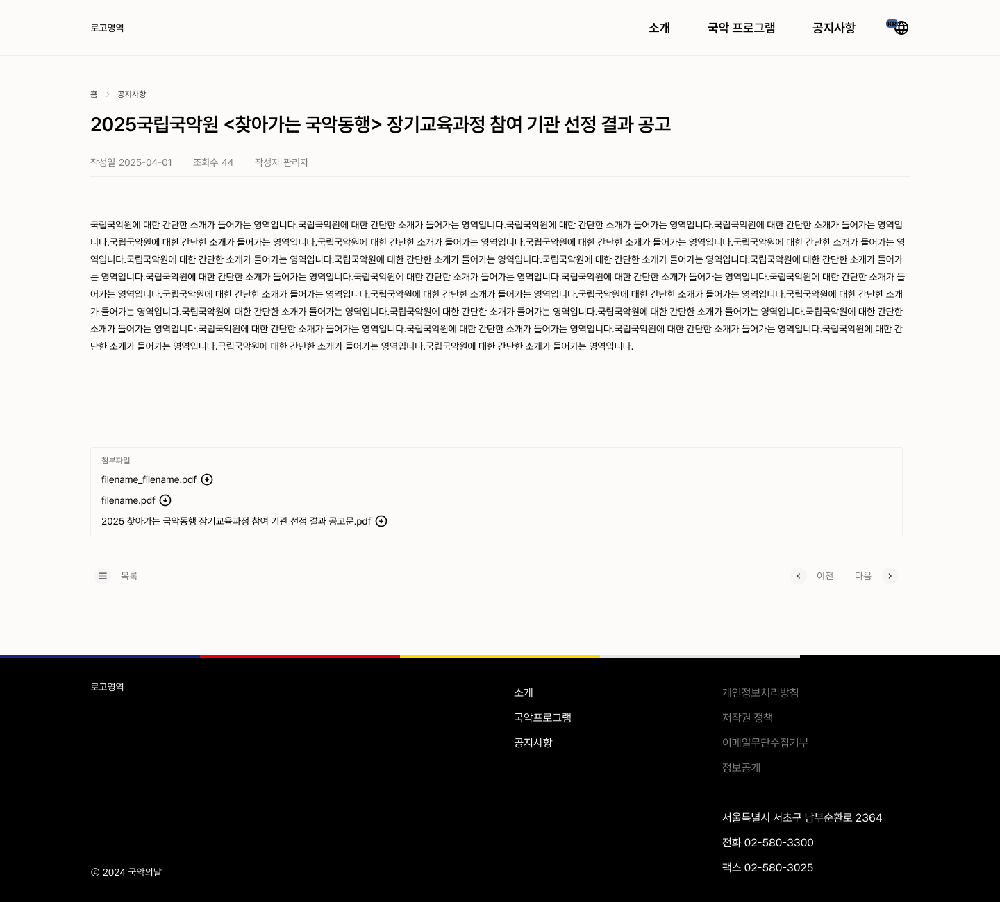 로고영역
소개
국악 프로그램
공지사항
KR
홈
공지사항
2025국립국악원 <찾아가는 국악동행> 장기교육과정 참여 기관 선정 결과 공고
작성일 2025-04-01
조회수 44
작성자 관리자
국립국악원에 대한 간단한 소개가 들어가는 영역입니다.국립국악원에 대한 간단한 소개가 들어가는 영역입니다.국립국악원에 대한 간단한 소개가 들어가는 영역입니다.국립국악원에 대한 간단한 소개가 들어가는 영역입
니다.국립국악원에 대한 간단한 소개가 들어가는 영역입니다.국립국악원에 대한 간단한 소개가 들어가는 영역입니다.국립국악원에 대한 간단한 소개가 들어가는 영역입니다.국립국악원에 대한 간단한 소개가 들어가는 영
역입니다.국립국악원에 대한 간단한 소개가 들어가는 영역입니다.국립국악원에 대한 간단한 소개가 들어가는 영역입니다.국립국악원에 대한 간단한 소개가 들어가는 영역입니다.국립국악원에 대한 간단한 소개가 들어가
는 영역입니다.국립국악원에 대한 간단한 소개가 들어가는 영역입니다.국립국악원에 대한 간단한 소개가 들어가는 영역입니다.국립국악원에 대한 간단한 소개가 들어가는 영역입니다.국립국악원에 대한 간단한 소개가 들
어가는 영역입니다.국립국악원에 대한 간단한 소개가 들어가는 영역입니다.국립국악원에 대한 간단한 소개가 들어가는 영역입니다.국립국악원에 대한 간단한 소개가 들어가는 영역입니다.국립국악원에 대한 간단한 소개
가 들어가는 영역입니다.국립국악원에 대한 간단한 소개가 들어가는 영역입니다.국립국악원에 대한 간단한 소개가 들어가는 영역입니다.국립국악원에 대한 간단한 소개가 들어가는 영역입니다.국립국악원에 대한 간단한
소개가 들어가는 영역입니다.국립국악원에 대한 간단한 소개가 들어가는 영역입니다.국립국악원에 대한 간단한 소개가 들어가는 영역입니다.국립국악원에 대한 간단한 소개가 들어가는 영역입니다.국립국악원에 대한 간
단한 소개가 들어가는 영역입니다.국립국악원에 대한 간단한 소개가 들어가는 영역입니다.국립국악원에 대한 간단한 소개가 들어가는 영역입니다.
첨부파일
filename_filename.pdf
filename.pdf
2025 찾아가는 국악동행 장기교육과정 참여 기관 선정 결과 공고문.pdf
목록
이전
다음
로고영역
소개
국악프로그램
공지사항
개인정보처리방침
저작권 정책
이메일무단수집거부
정보공개
서울특별시 서초구 남부순환로 2364
전화 02-580-3300
팩스 02-580-3025
ⓒ 2024 국악의날